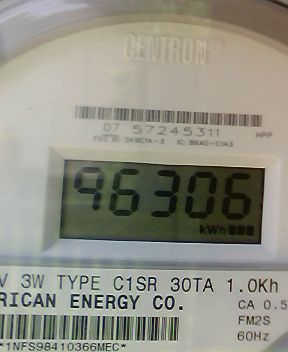 CENTRON®
07 57245311 HPP
96306
kWh
V 3W TYPE C1SR 30TA 1.0Kh
RICAN ENERGY CO. CA 0.5
FM2S
60Hz
*1NFS98410366MEC*